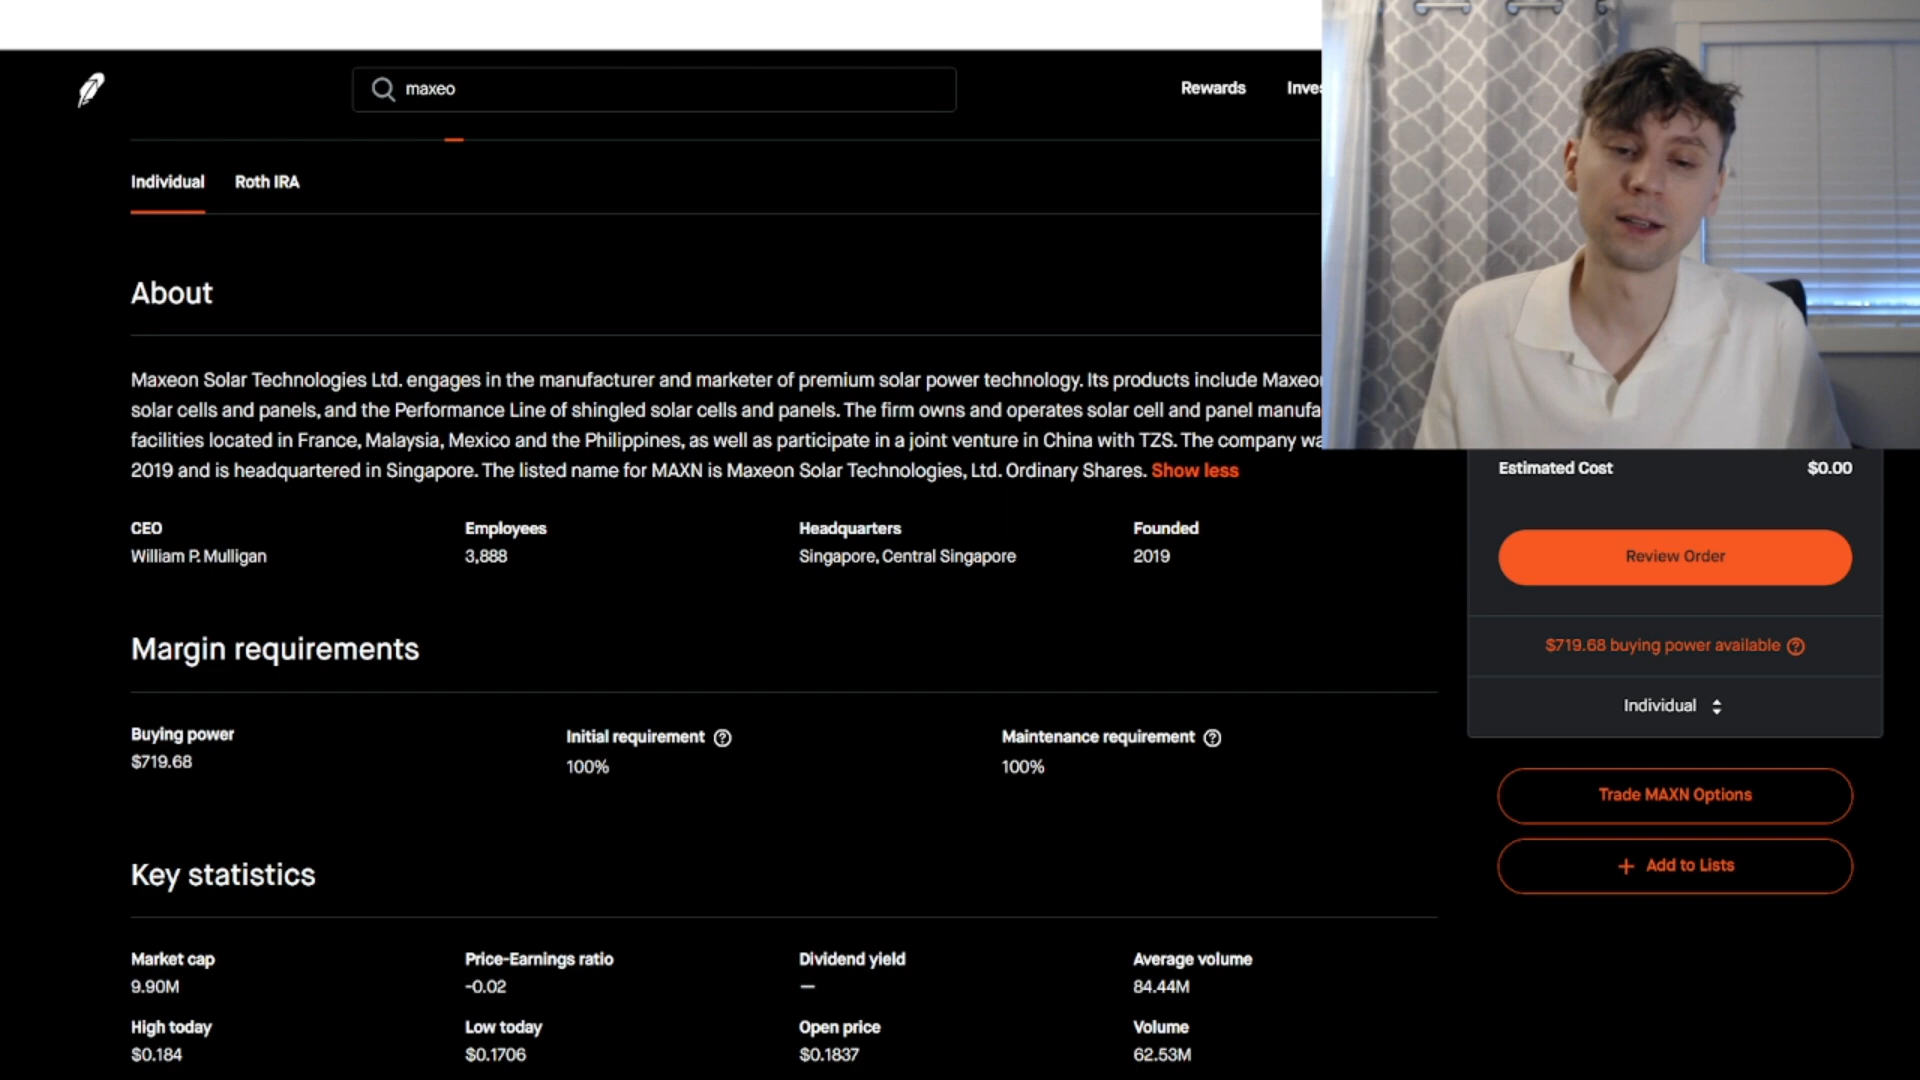 maxeo
Rewards
Individual
Roth IRA
About
Maxeon Solar Technologies Ltd. engages in the manufacturer and marketer of premium solar power technology. Its products include
solar cells and panels, and the Performance Line of shingled solar cells and panels. The firm owns and operates solar cell and panel
facilities located in France, Malaysia, Mexico and the Philippines, as well as participate in a joint venture in China with TZS. The company
2019 and is headquartered in Singapore. The listed name for MAXN is Maxeon Solar Technologies, Ltd. Ordinary Shares. Show less
CEO
William P. Mulligan
Employees
3,888
Headquarters
Singapore, Central Singapore
Founded
2019
Margin requirements
Buying power
$719.68
Initial requirement
100%
Maintenance requirement
100%
Key statistics
Market cap
9.90M
Price-Earnings ratio
-0.02
Dividend yield
—
Average volume
84.44M
High today
$0.184
Low today
$0.1706
Open price
$0.1837
Volume
62.53M
Estimated Cost
$0.00
Review Order
$719.68 buying power available
Individual
Trade MAXN Options
+ Add to Lists